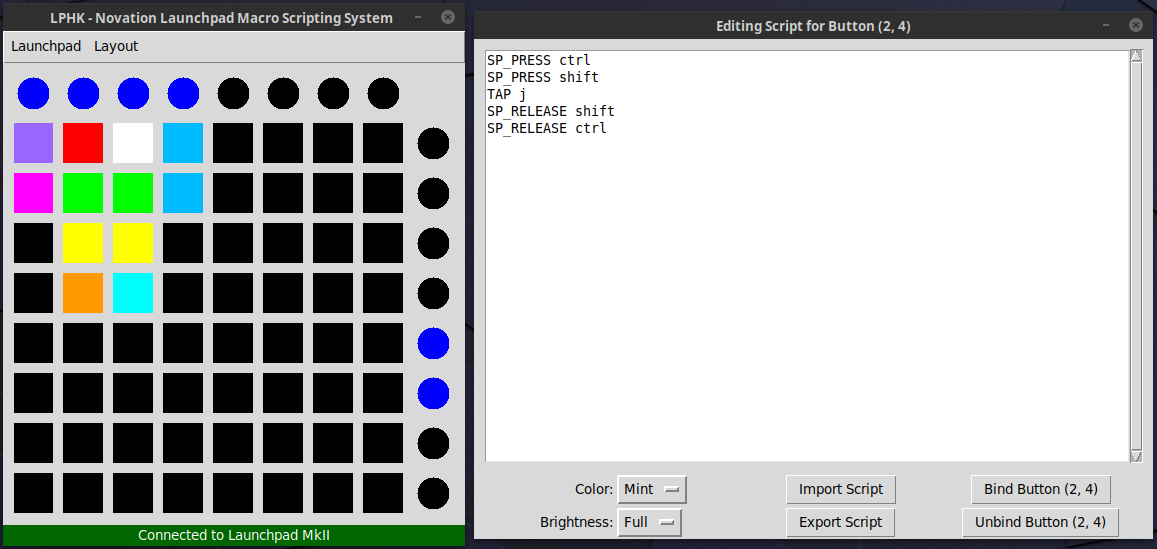 LPHK - Novation Launchpad Macro Scripting System
Launchpad Layout
Connected to Launchpad MkII
Editing Script for Button (2, 4)
SP_PRESS ctrl
SP_PRESS shift
TAP j
SP_RELEASE shift
SP_RELEASE ctrl
Color: Mint Import Script Bind Button (2, 4)
Brightness: Full Export Script Unbind Button (2, 4)